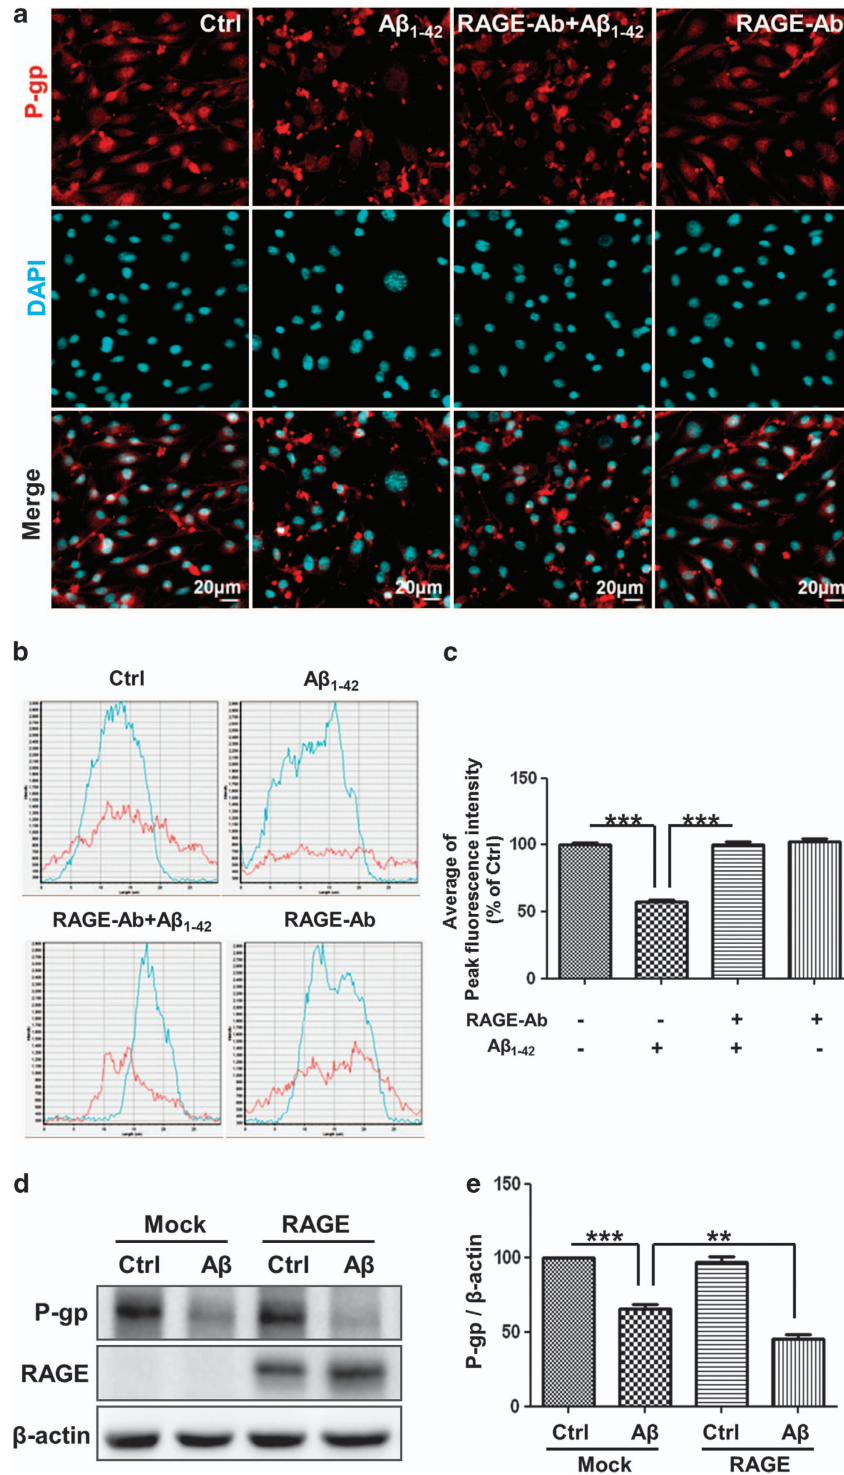 a
Ctrl
Aβ1-42
RAGE-Ab+Aβ1-42
RAGE-Ab
P-gp
DAPI
Merge
20μm
20μm
20μm
20μm
b
Ctrl
Aβ1-42
RAGE-Ab+Aβ1-42
RAGE-Ab
c
Average of
Peak fluorescence intensity
(% of Ctrl)
150
100
50
0
***
***
RAGE-Ab - - + +
Aβ1-42 - + + -
d
Mock RAGE
Ctrl Aβ Ctrl Aβ
P-gp
RAGE
β-actin
e
P-gp / β-actin
150
100
50
0
***
**
Ctrl Aβ Ctrl Aβ
Mock RAGE